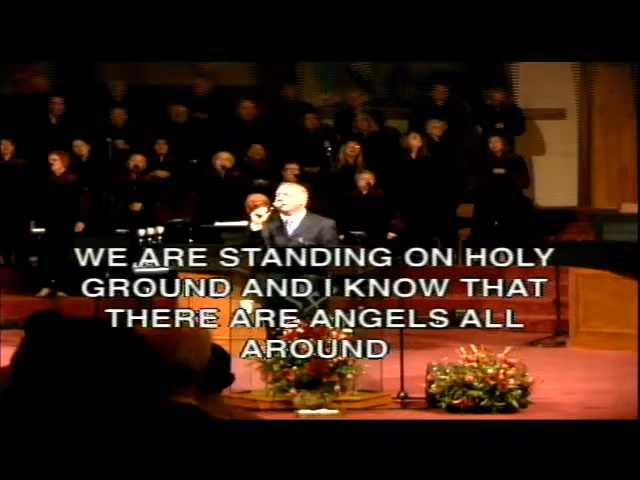 WE ARE STANDING ON HOLY
GROUND AND I KNOW THAT
THERE ARE ANGELS ALL
AROUND